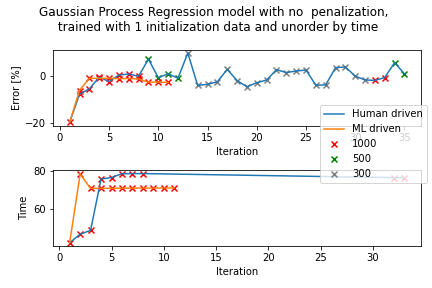 Gaussian Process Regression model with no penalization,
trained with 1 initialization data and unorder by time
Error [%]
0
−20
0
5
10
15
20
25
30
35
Iteration
Human driven
ML driven
1000
500
300
Time
80
60
0
5
10
15
20
25
30
Iteration